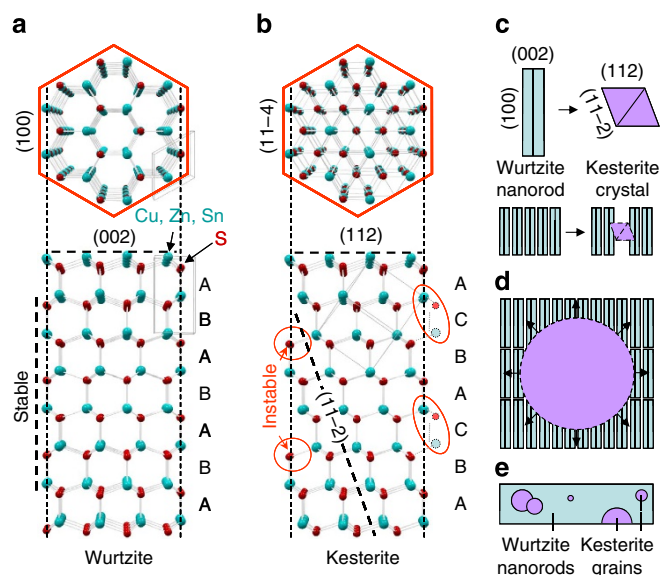 a
(100)
Cu, Zn, Sn
(002)
S
A
B
A
B
A
B
A
Stable
Wurtzite
b
(11–4)
(112)
A
C
B
A
C
B
A
Instable
(11–2)
Kesterite
c
(002)
(112)
(100)
(11–2)
Wurtzite
nanorod
Kesterite
crystal
d
e
Wurtzite
nanorods
Kesterite
grains